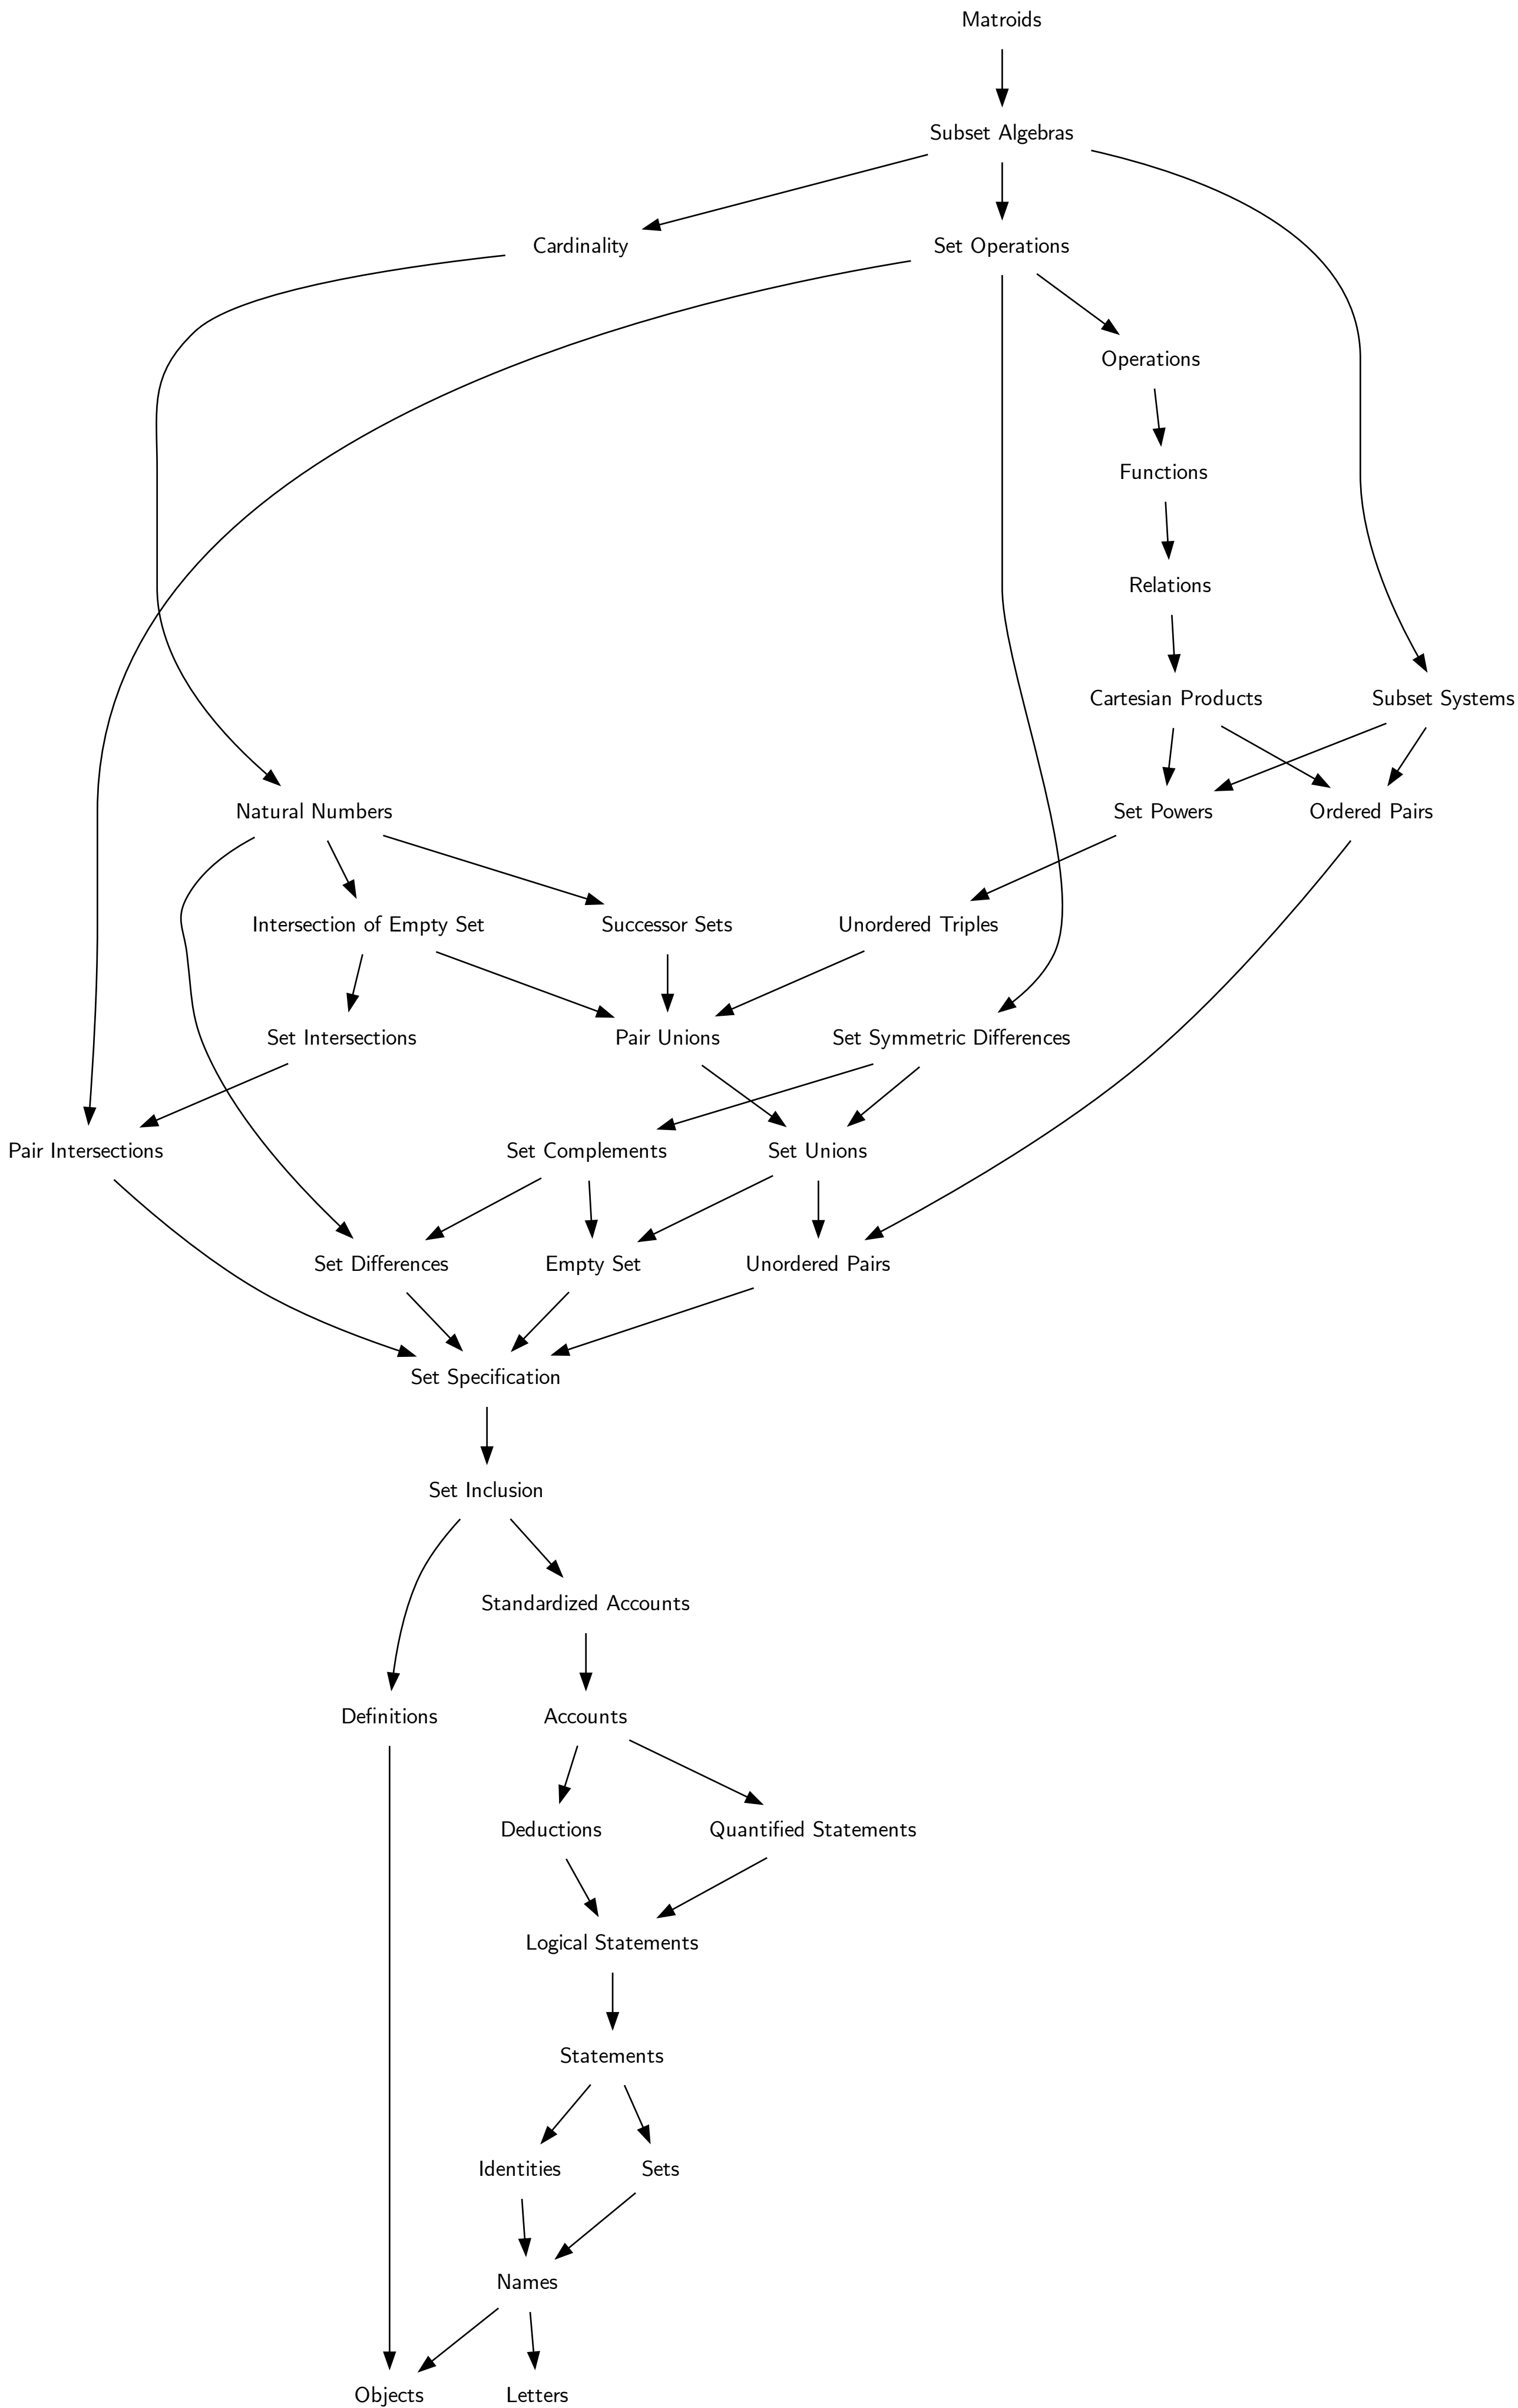 Matroids
Subset Algebras
Cardinality
Set Operations
Operations
Functions
Relations
Cartesian Products
Subset Systems
Natural Numbers
Set Powers
Ordered Pairs
Intersection of Empty Set
Successor Sets
Unordered Triples
Set Intersections
Pair Unions
Set Symmetric Differences
Pair Intersections
Set Complements
Set Unions
Set Differences
Empty Set
Unordered Pairs
Set Specification
Set Inclusion
Standardized Accounts
Definitions
Accounts
Deductions
Quantified Statements
Logical Statements
Statements
Identities
Sets
Names
Objects
Letters